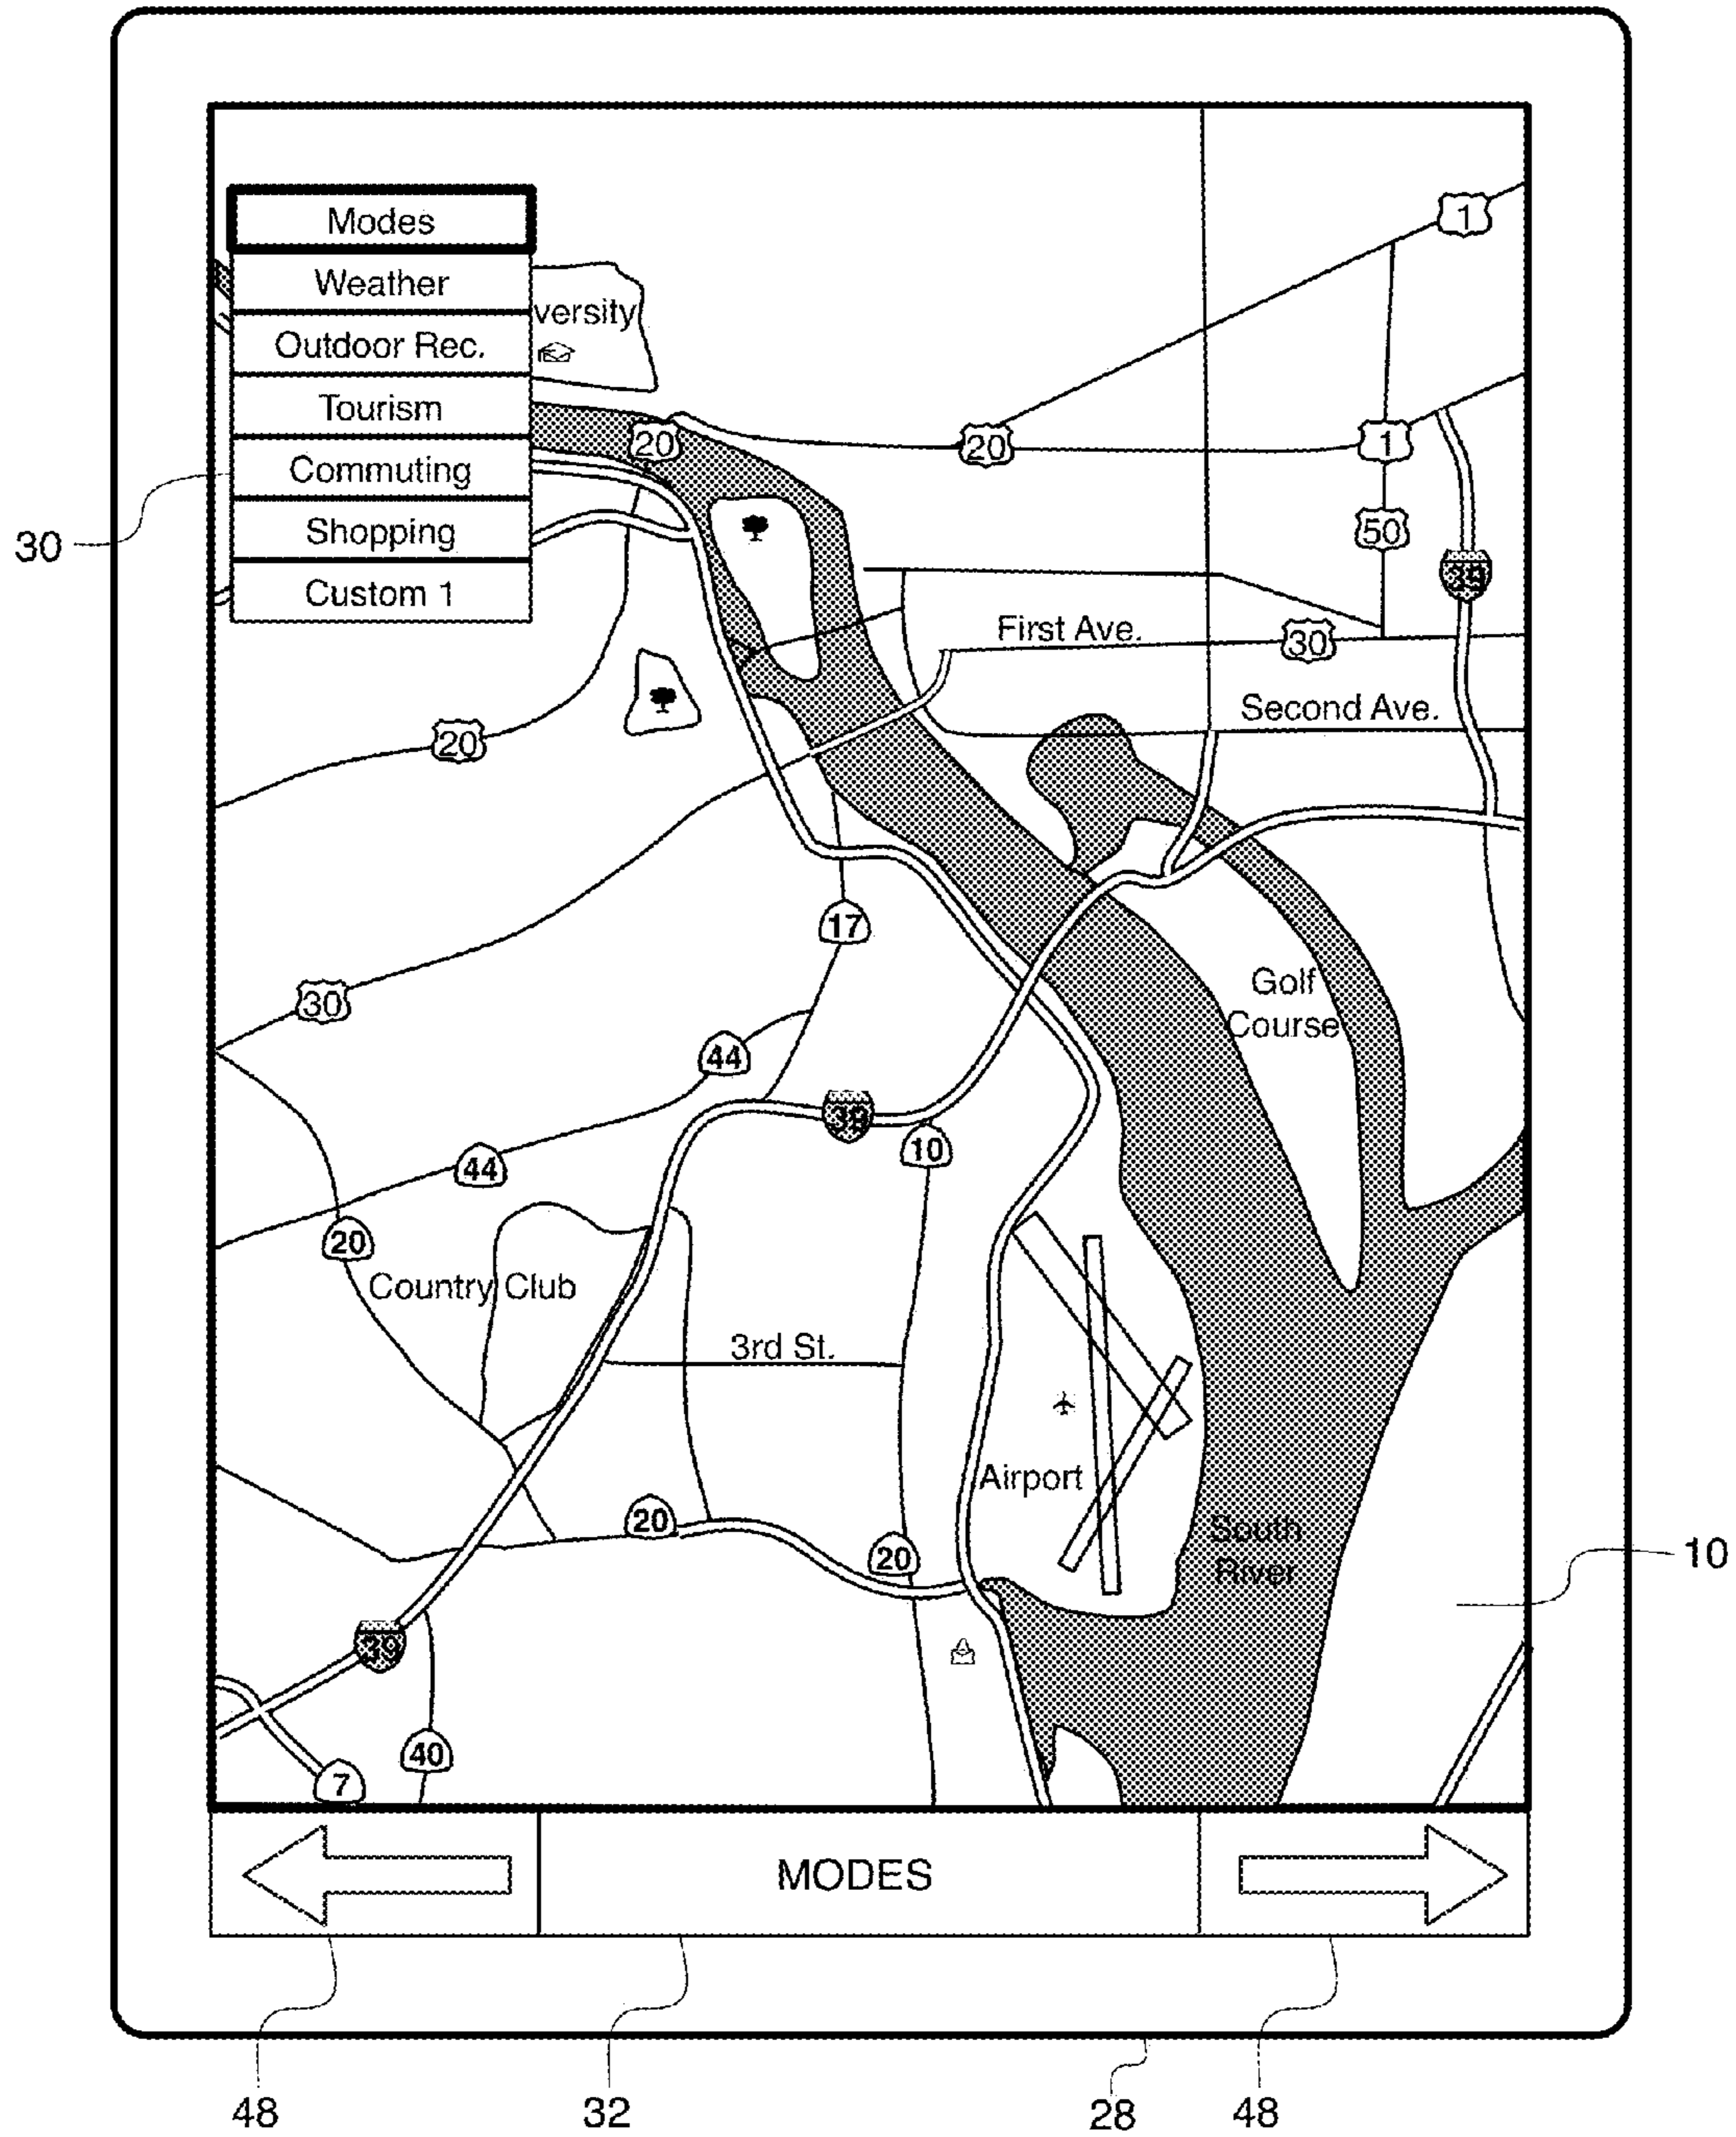 Modes
1
Weather
versity
Outdoor Rec.
Tourism
20
20
1
Commuting
50
Shopping
30
39
Custom 1
First Ave.
30
Second Ave.
20
17
Golf
Course
30
44
39
10
44
20
Country Club
3rd St.
Airport
20
South
River
20
10
39
40
7
MODES
48
32
28
48